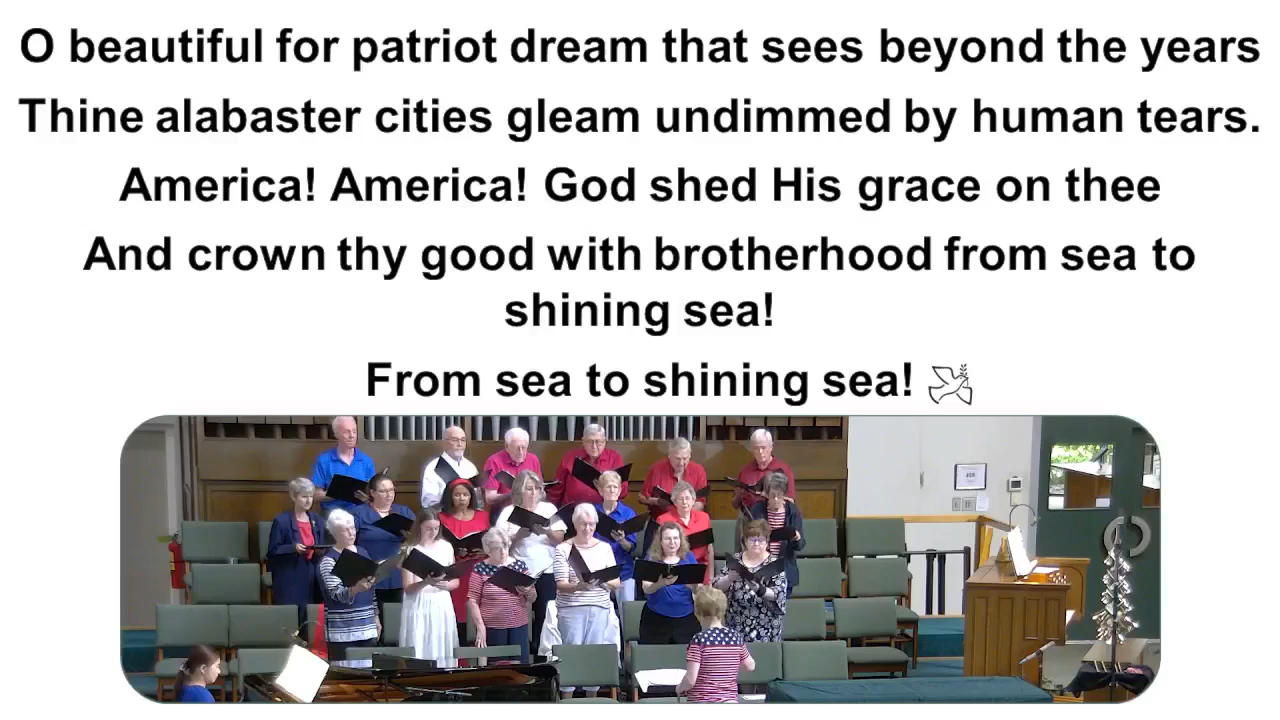 O beautiful for patriot dream that sees beyond the years
Thine alabaster cities gleam undimmed by human tears.
America! America! God shed His grace on thee
And crown thy good with brotherhood from sea to
shining sea!
From sea to shining sea!